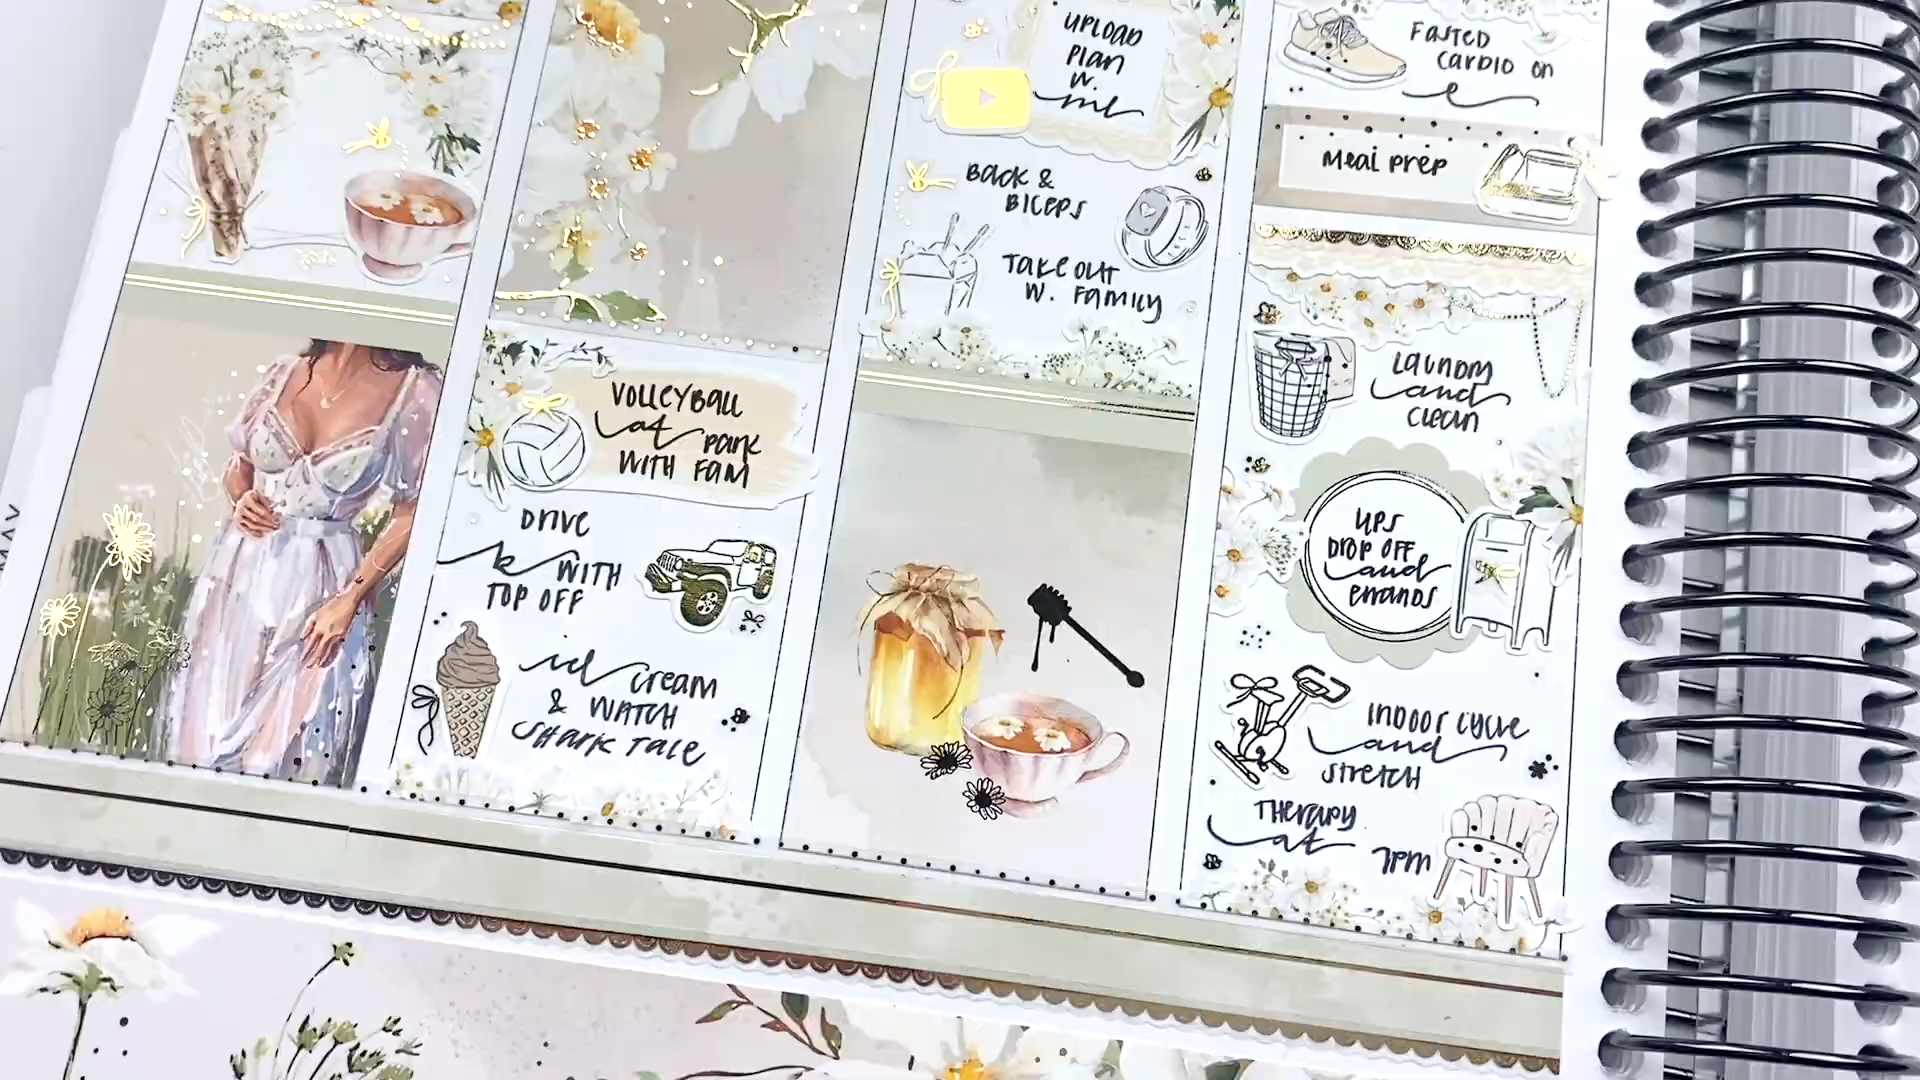 VOLLEYBALL
at park
WITH FAM
DRIVE
WITH
TOP OFF
ice cream
& WATCH
SHARK TALE
UPLOAD
PLAN
W.
me
BACK &
BICEPS
TAKE OUT
W. FAMILY
FASTED
CARDIO ON
MEAL PREP
LAUNDRY
and
CLEAN
UPS
DROP OFF
and
errands
INDOOR CYCLE
and
STRETCH
THERAPY
at
7PM